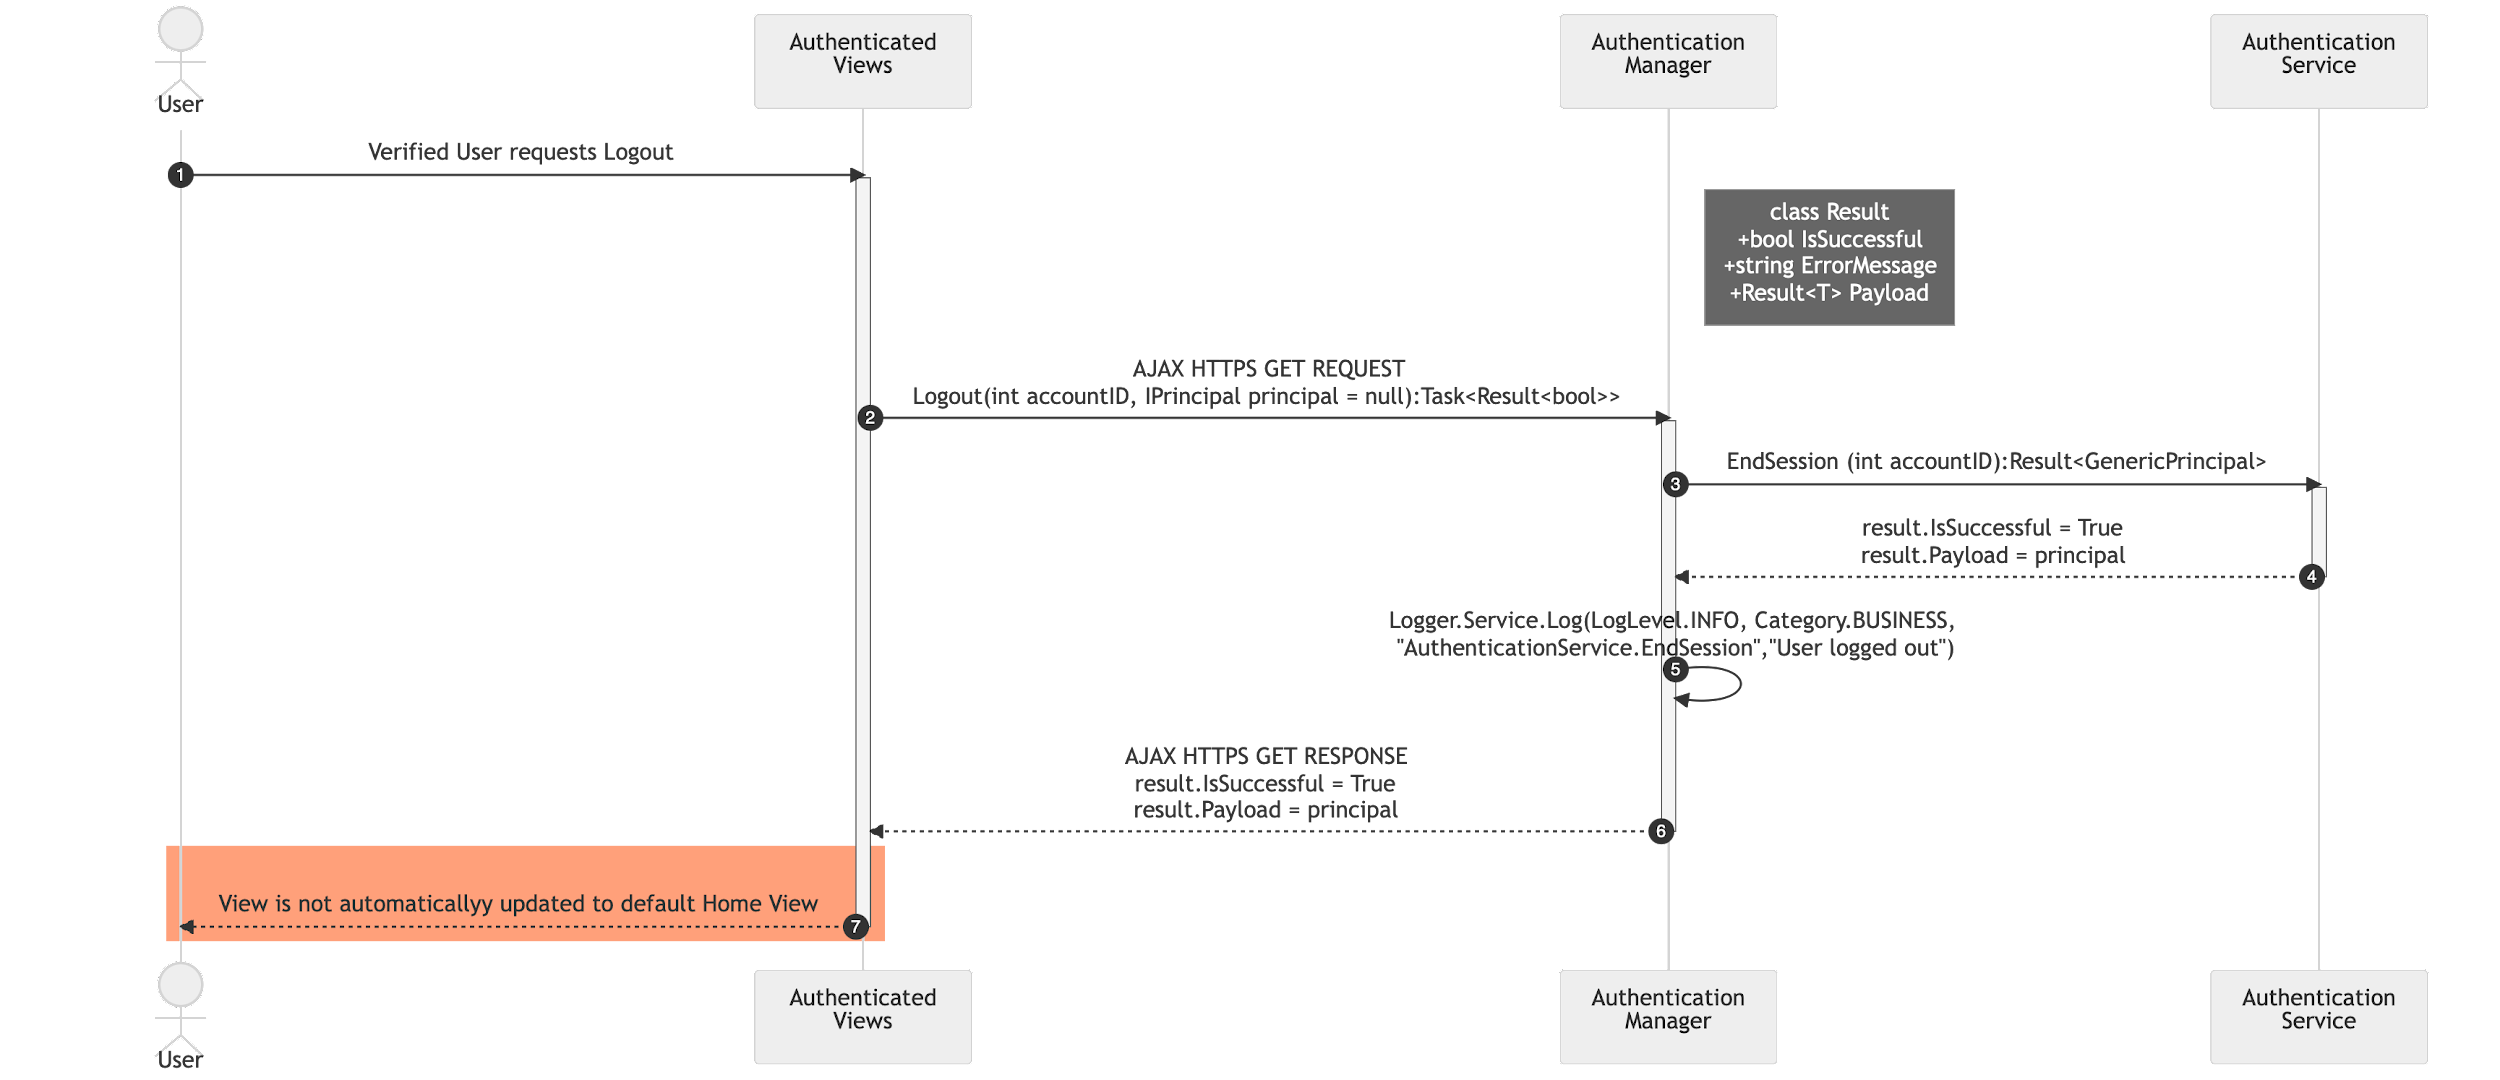 User
Authenticated
Views
Authentication
Manager
Authentication
Service
Verified User requests Logout
1
class Result
+bool IsSuccessful
+string ErrorMessage
+Result<T> Payload
AJAX HTTPS GET REQUEST
Logout(int accountID, IPrincipal principal = null):Task<Result<bool>>
2
EndSession (int accountID):Result<GenericPrincipal>
3
result.IsSuccessful = True
result.Payload = principal
4
Logger.Service.Log(LogLevel.INFO, Category.BUSINESS,
"AuthenticationService.EndSession","User logged out")
5
AJAX HTTPS GET RESPONSE
result.IsSuccessful = True
result.Payload = principal
6
View is not automaticallyy updated to default Home View
7
User
Authenticated
Views
Authentication
Manager
Authentication
Service